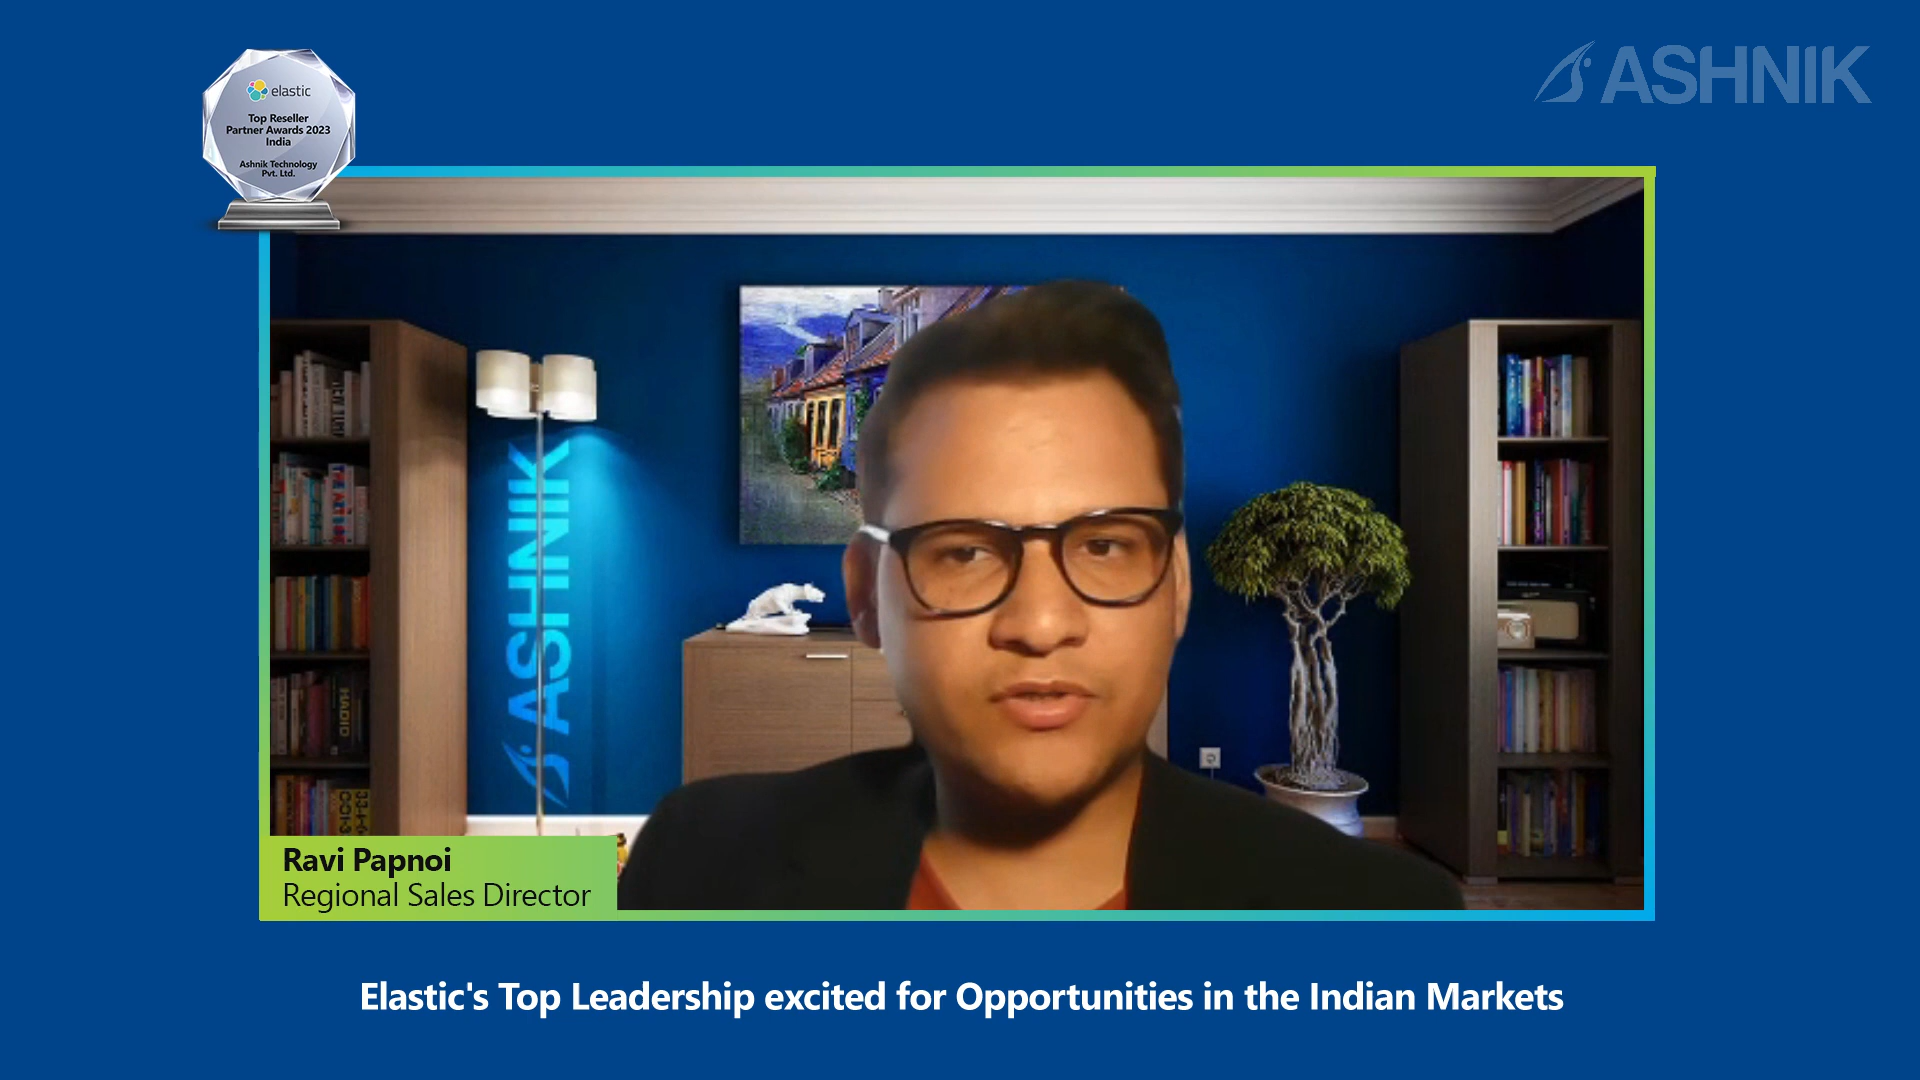 elastic
Top Reseller
Partner Awards 2023
India
Ashnik Technology
Pvt. Ltd.
ASHNIK
ASHNIK
HADID
Ravi Papnoi
Regional Sales Director
Elastic's Top Leadership excited for Opportunities in the Indian Markets